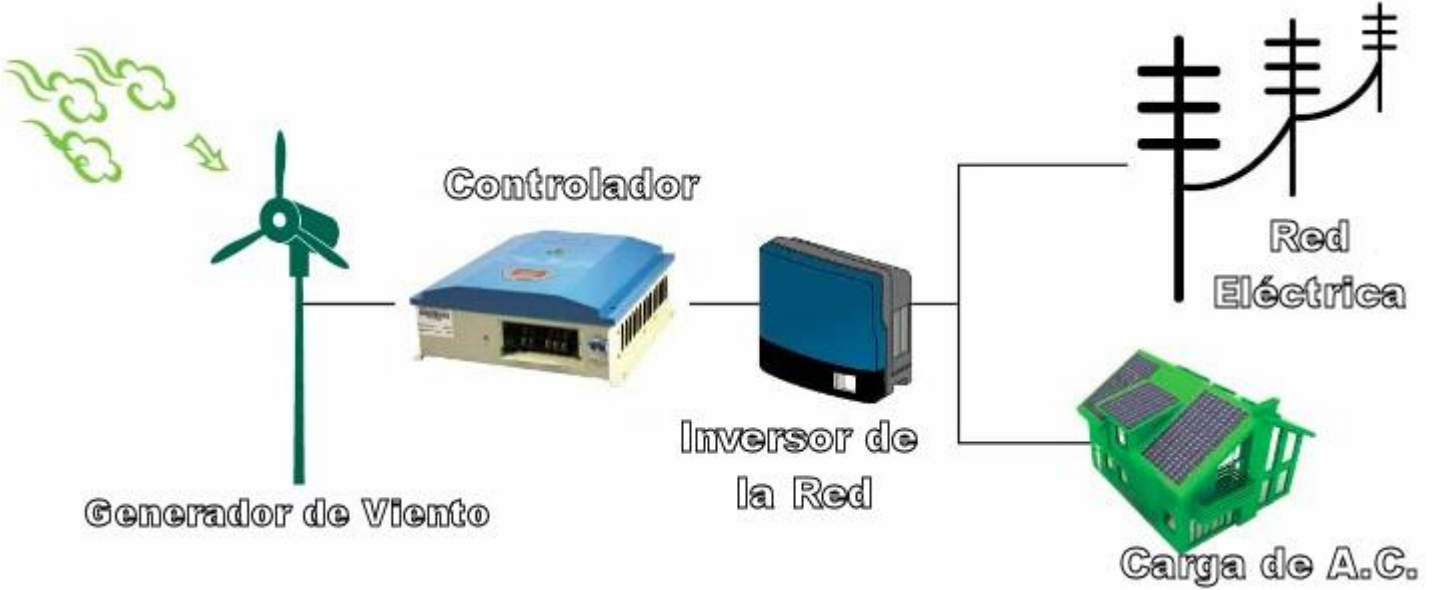 Controlador
Red
Eléctrica
Inversor de
la Red
Generador de Viento
Carga de A.C.